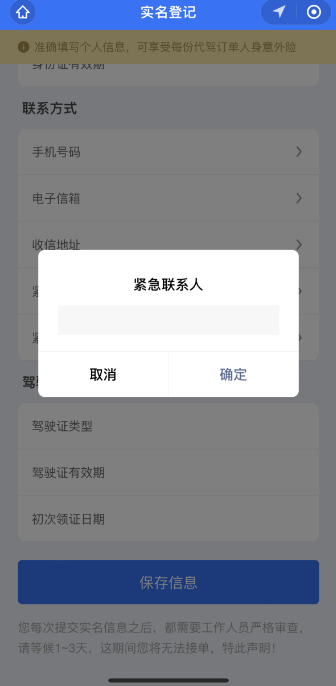 实名登记
准确填写个人信息，可享受每份代驾订单人身意外险
身份证有效期
联系方式
手机号码
电子信箱
收信地址
紧急联系人
取消
确定
驾驶证类型
驾驶证有效期
初次领证日期
保存信息
您每次提交实名信息之后，都需要工作人员严格审查，
请等候1~3天，这期间您将无法接单，特此声明！